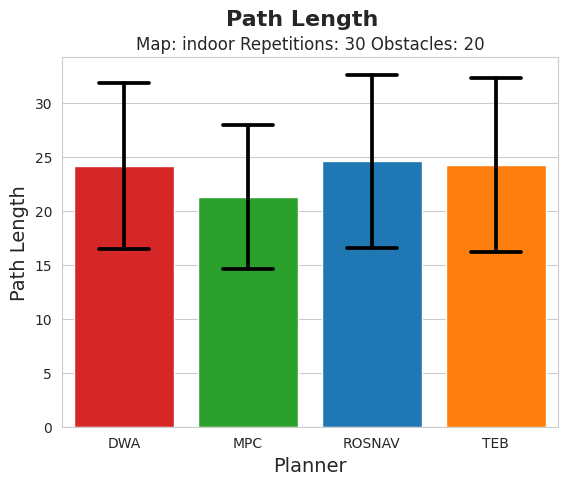 Path Length
Map: indoor Repetitions: 30 Obstacles: 20
Path Length
30
25
20
15
10
5
0
DWA MPC ROSNAV TEB
Planner